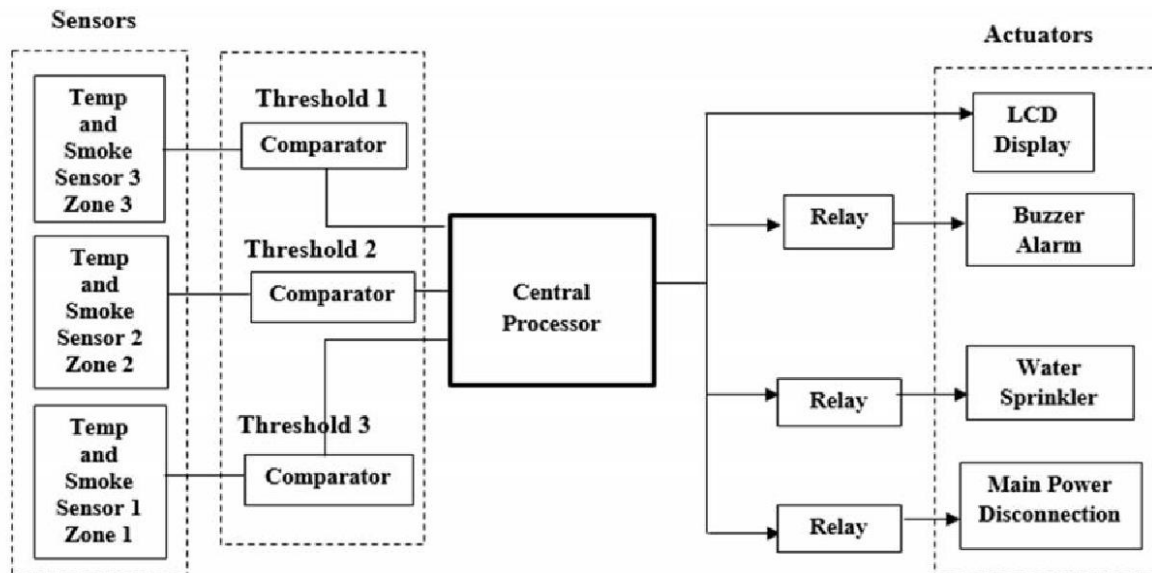 Sensors
Temp
and
Smoke
Sensor 3
Zone 3
Temp
and
Smoke
Sensor 2
Zone 2
Temp
and
Smoke
Sensor 1
Zone 1
Threshold 1
Comparator
Threshold 2
Comparator
Threshold 3
Comparator
Central
Processor
Relay
Relay
Relay
Actuators
LCD
Display
Buzzer
Alarm
Water
Sprinkler
Main Power
Disconnection